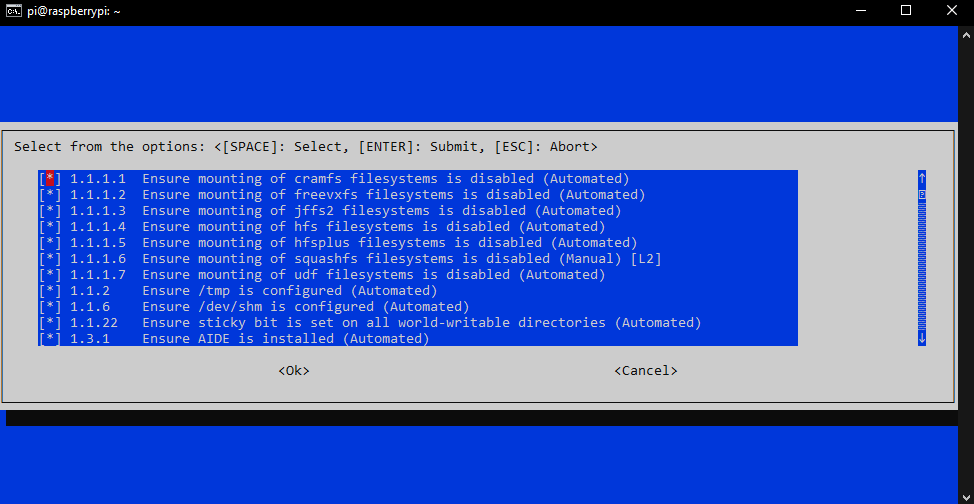 pi@raspberrypi: ~
Select from the options: <[SPACE]: Select, [ENTER]: Submit, [ESC]: Abort>
[*] 1.1.1.1 Ensure mounting of cramfs filesystems is disabled (Automated)
[*] 1.1.1.2 Ensure mounting of freevxfs filesystems is disabled (Automated)
[*] 1.1.1.3 Ensure mounting of jffs2 filesystems is disabled (Automated)
[*] 1.1.1.4 Ensure mounting of hfs filesystems is disabled (Automated)
[*] 1.1.1.5 Ensure mounting of hfsplus filesystems is disabled (Automated)
[*] 1.1.1.6 Ensure mounting of squashfs filesystems is disabled (Manual) [L2]
[*] 1.1.1.7 Ensure mounting of udf filesystems is disabled (Automated)
[*] 1.1.2 Ensure /tmp is configured (Automated)
[*] 1.1.6 Ensure /dev/shm is configured (Automated)
[*] 1.1.22 Ensure sticky bit is set on all world-writable directories (Automated)
[*] 1.3.1 Ensure AIDE is installed (Automated)
<Ok> <Cancel>